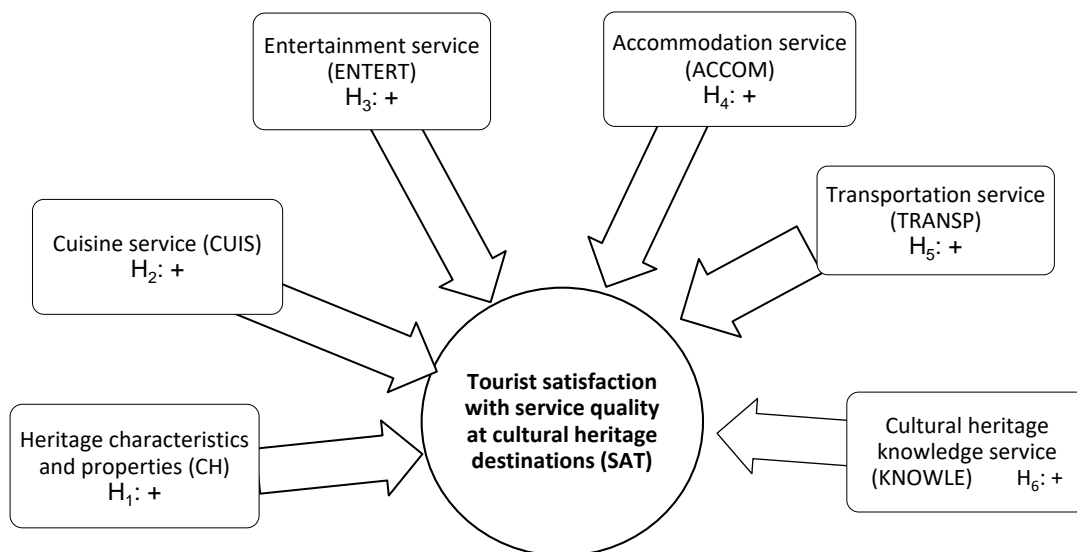 Entertainment service
(ENTERT)
H₃: +
Accommodation service
(ACCOM)
H₄: +
Transportation service
(TRANSP)
H₅: +
Cuisine service (CUIS)
H₂: +
Tourist satisfaction
with service quality
at cultural heritage
destinations (SAT)
Heritage characteristics
and properties (CH)
H₁: +
Cultural heritage
knowledge service
(KNOWLE) H₆: +